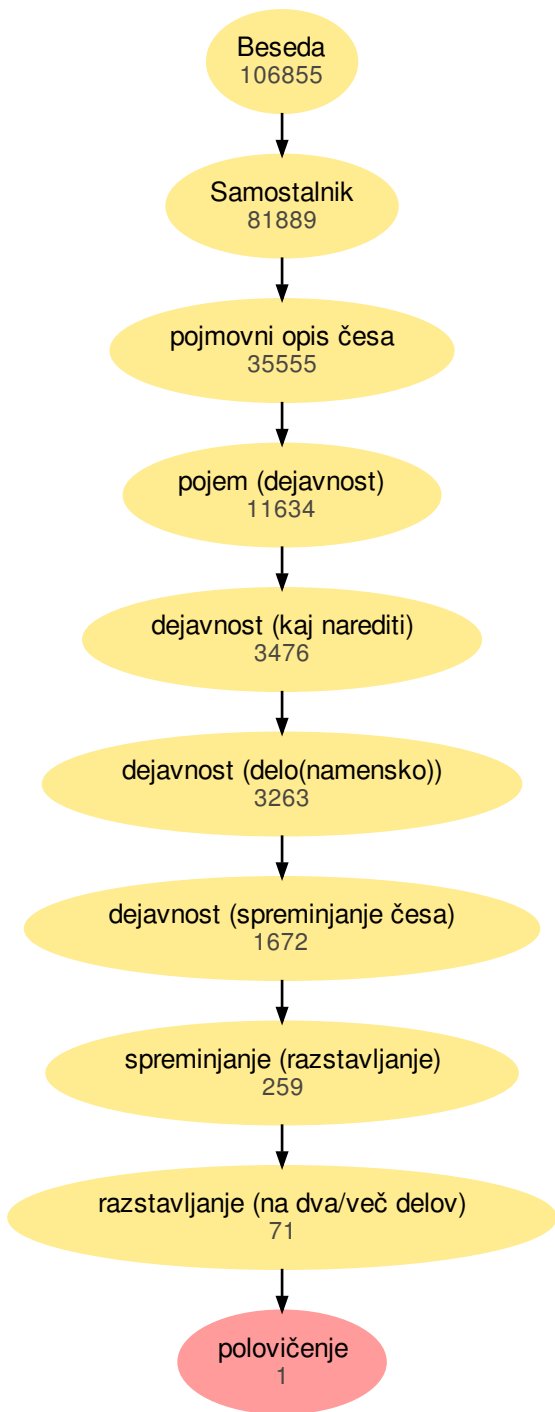 Beseda
106855
Samostalnik
81889
pojmovni opis česa
35555
pojem (dejavnost)
11634
dejavnost (kaj narediti)
3476
dejavnost (delo(namensko))
3263
dejavnost (spreminjanje česa)
1672
spreminjanje (razstavljanje)
259
razstavljanje (na dva/več delov)
71
polovičenje
1